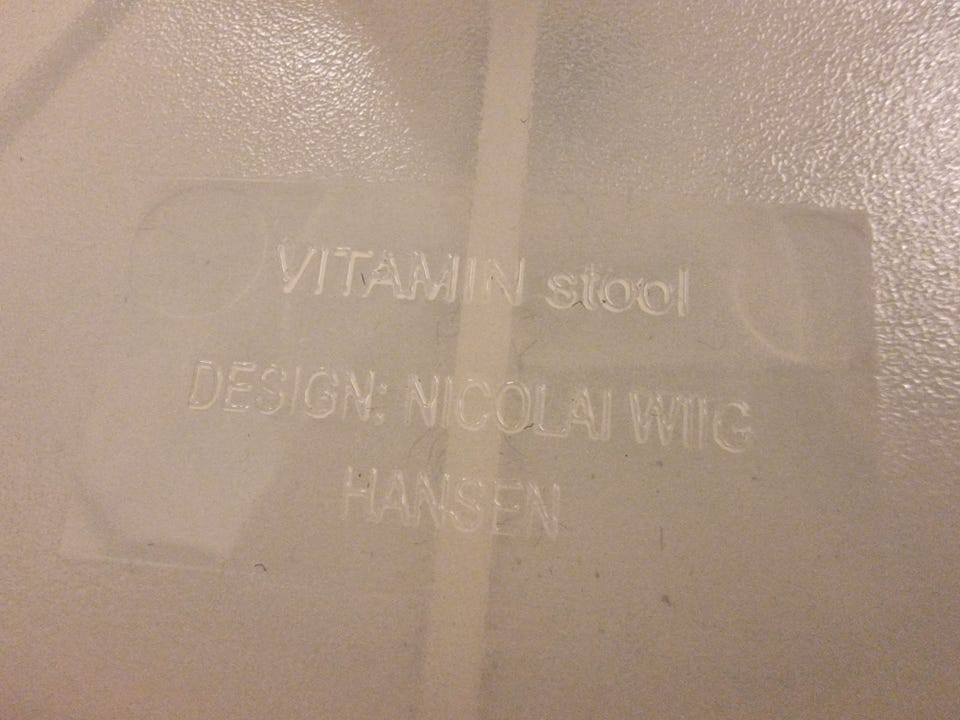 VITAMIN stool
DESIGN: NICOLAI WIIG
HANSEN